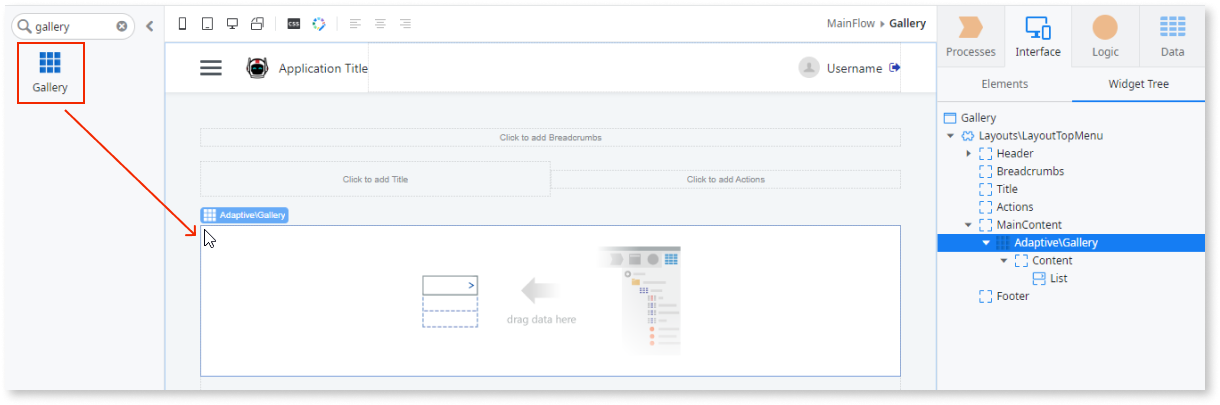 gallery
Gallery
CSS
MainFlow ▸ Gallery
Application Title
Username
Click to add Breadcrumbs
Click to add Title
Click to add Actions
Adaptive\Gallery
drag data here
Processes
Interface
Logic
Data
Elements
Widget Tree
Gallery
Layouts\LayoutTopMenu
Header
Breadcrumbs
Title
Actions
MainContent
Adaptive\Gallery
Content
List
Footer